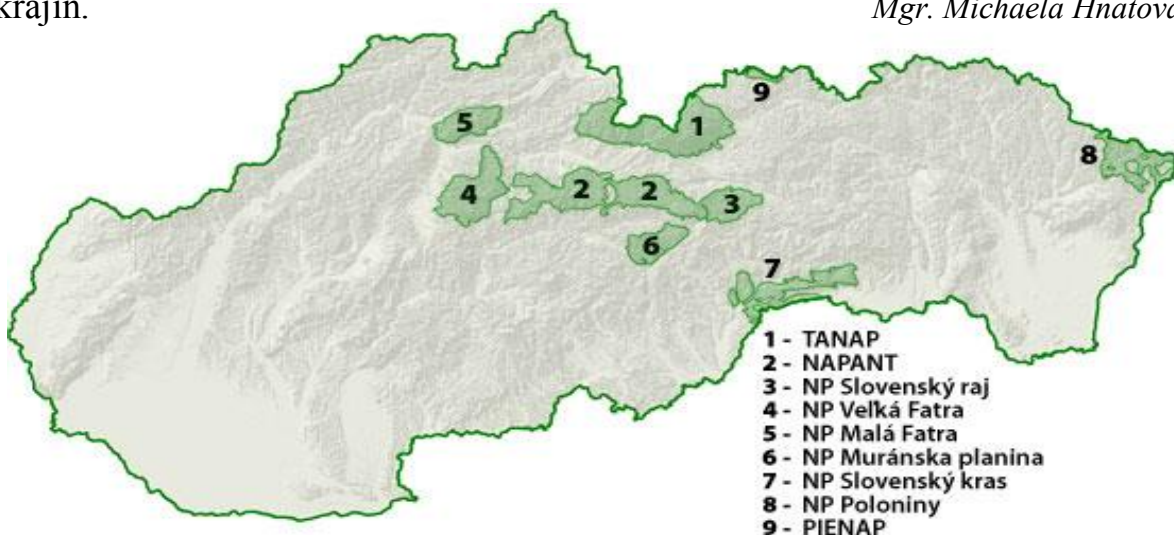 krajín.
Mgr. Michaela Hnatová
9
5
1
8
4
2
2
3
6
7
1 - TANAP
2 - NAPANT
3 - NP Slovenský raj
4 - NP Veľká Fatra
5 - NP Malá Fatra
6 - NP Muránska planina
7 - NP Slovenský kras
8 - NP Poloniny
9 - PIENAP